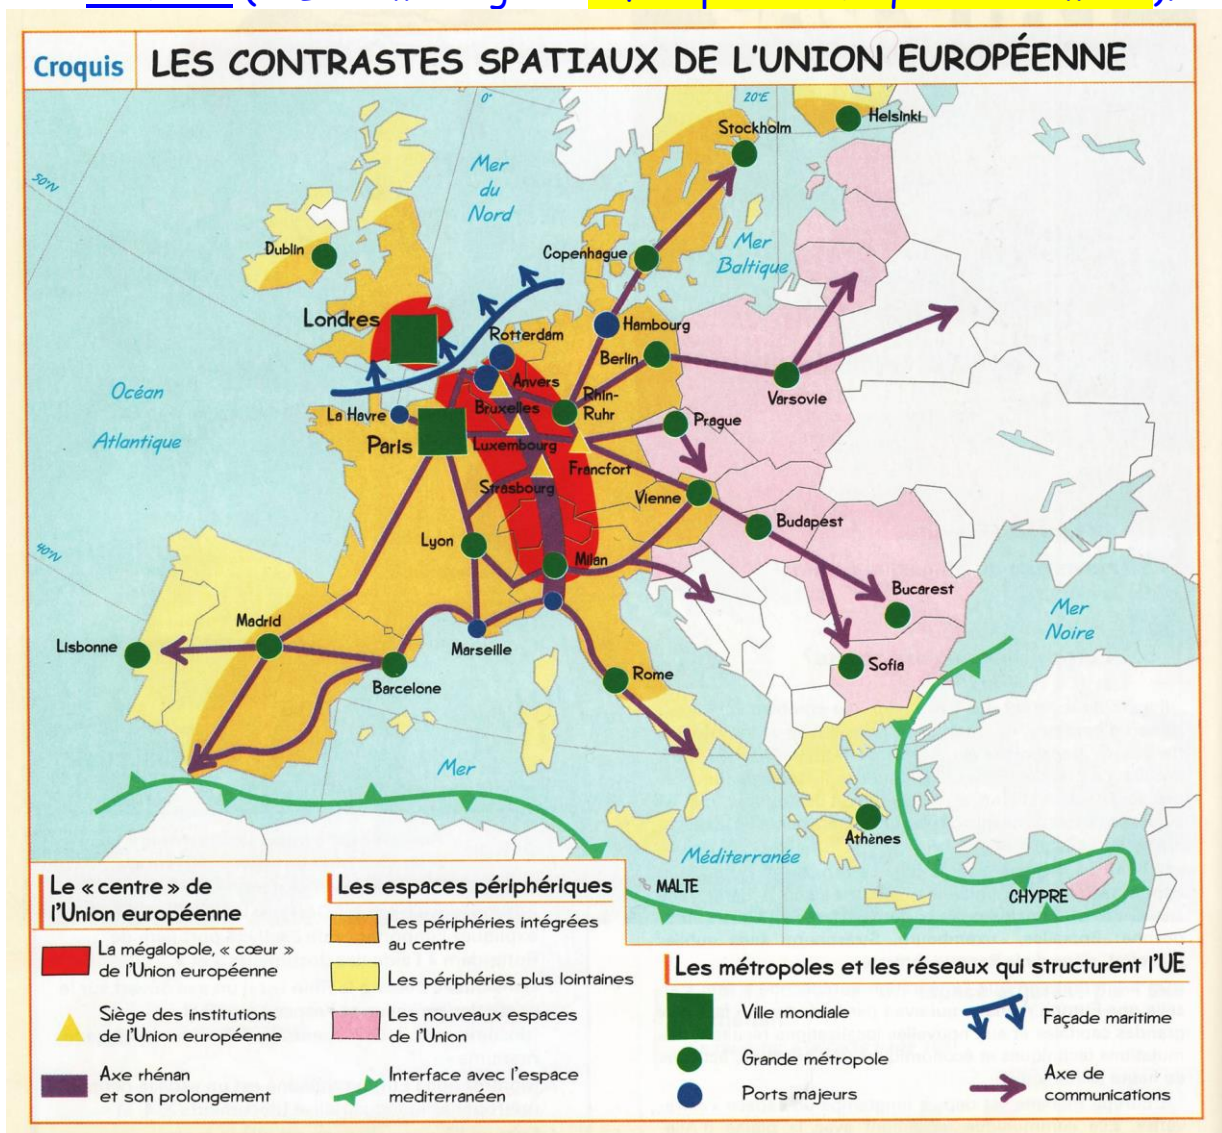 Croquis
LES CONTRASTES SPATIAUX DE L'UNION EUROPÉENNE
0°
20°E
Helsinki
Stockholm
Mer
du
Nord
50°N
Dublin
Copenhague
Mer
Baltique
Londres
Hambourg
Rotterdam
Berlin
Océan
Atlantique
Anvers
Rhin-
Ruhr
Varsovie
La Havre
Bruxelles
Prague
Paris
Luxembourg
Francfort
Strasbourg
Vienne
Budapest
40°N
Lyon
Milan
Bucarest
Mer
Noire
Madrid
Lisbonne
Marseille
Sofia
Barcelone
Rome
Mer
Méditerranée
Athènes
MALTE
CHYPRE
Le « centre » de
l'Union européenne
La mégalopole, « cœur »
de l'Union européenne
Siège des institutions
de l'Union européenne
Axe rhénan
et son prolongement
Les espaces périphériques
Les périphéries intégrées
au centre
Les périphéries plus lointaines
Les nouveaux espaces
de l'Union
Interface avec l'espace
mediterranéen
Les métropoles et les réseaux qui structurent l'UE
Ville mondiale
Grande métropole
Ports majeurs
Façade maritime
Axe de
communications